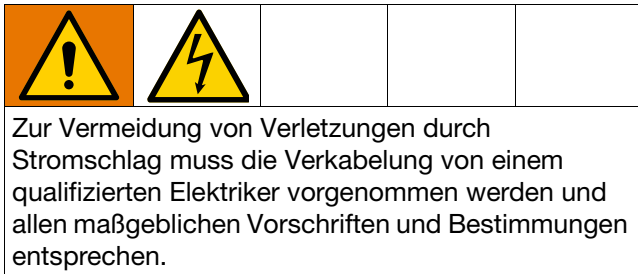 Zur Vermeidung von Verletzungen durch
Stromschlag muss die Verkabelung von einem
qualifizierten Elektriker vorgenommen werden und
allen maßgeblichen Vorschriften und Bestimmungen
entsprechen.